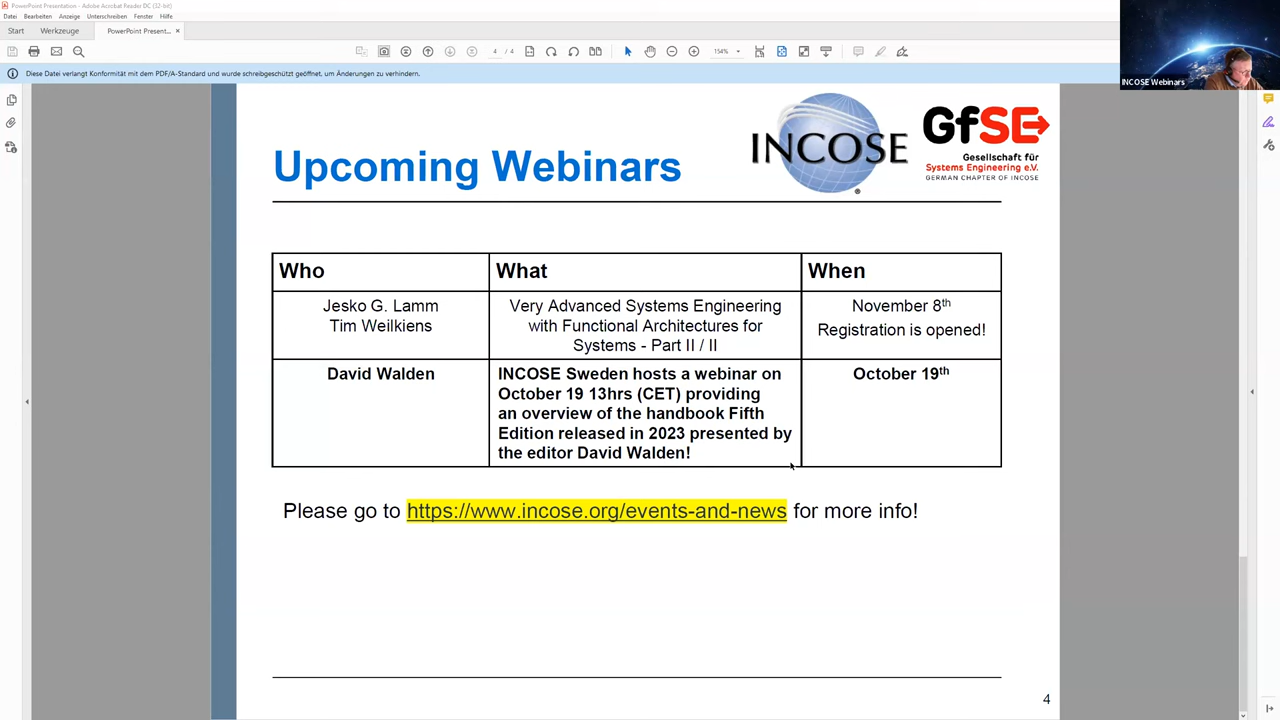 PowerPoint Presentation - Adobe Acrobat Reader DC (32-bit)
Datei Bearbeiten Anzeige Unterschreiben Fenster Hilfe
Start Werkzeuge PowerPoint Present... ×
4 / 4 154%
Diese Datei verlangt Konformität mit dem PDF/A-Standard und wurde schreibgeschützt geöffnet, um Änderungen zu verhindern.
INCOSE Webinars
INCOSE
GfSE
Gesellschaft für
Systems Engineering e.V.
GERMAN CHAPTER OF INCOSE
Upcoming Webinars
Who What When
Jesko G. Lamm
Tim Weilkiens
Very Advanced Systems Engineering
with Functional Architectures for
Systems - Part II / II
November 8th
Registration is opened!
David Walden
INCOSE Sweden hosts a webinar on
October 19 13hrs (CET) providing
an overview of the handbook Fifth
Edition released in 2023 presented by
the editor David Walden!
October 19th
Please go to https://www.incose.org/events-and-news for more info!
4